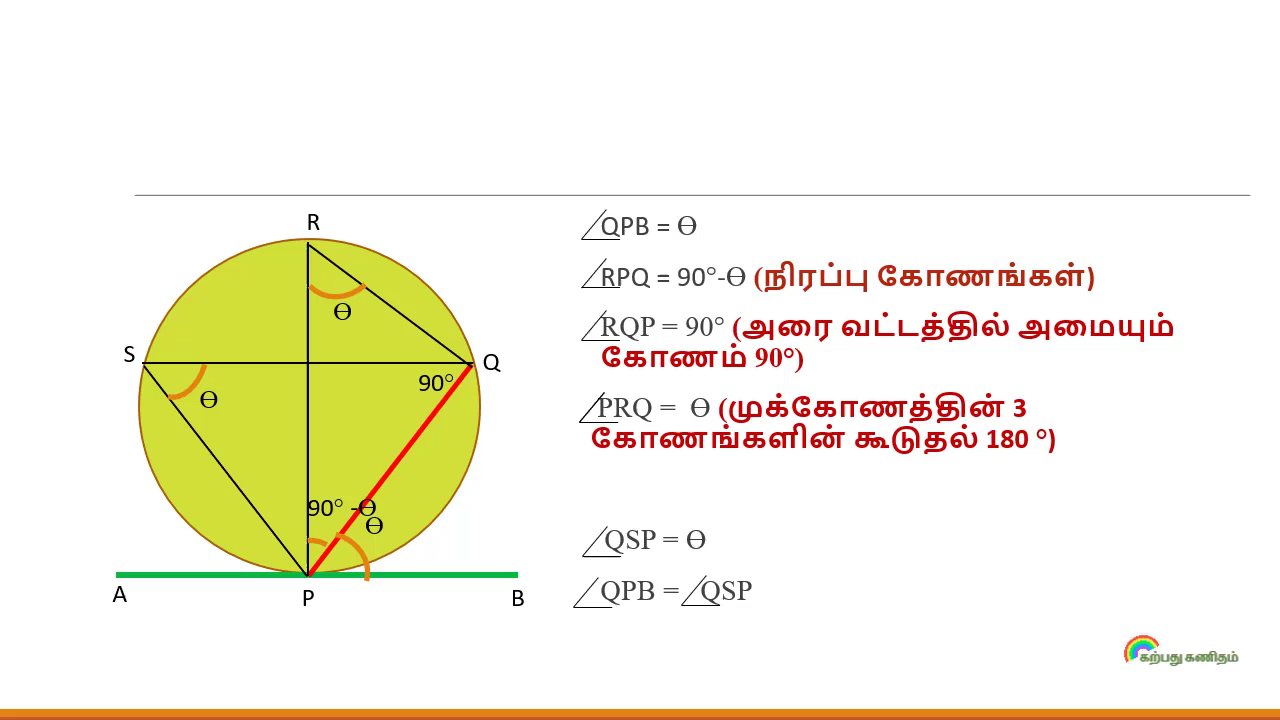 R
S
Q
Ɵ
Ɵ
90°
90° -Ɵ
Ɵ
A
P
B
∠QPB = Ɵ
∠RPQ = 90°-Ɵ (நிரப்பு கோணங்கள்)
∠RQP = 90° (அரை வட்டத்தில் அமையும்
கோணம் 90°)
∠PRQ = Ɵ (முக்கோணத்தின் 3
கோணங்களின் கூடுதல் 180 °)
∠QSP = Ɵ
∠QPB = ∠QSP
கற்பது கணிதம்